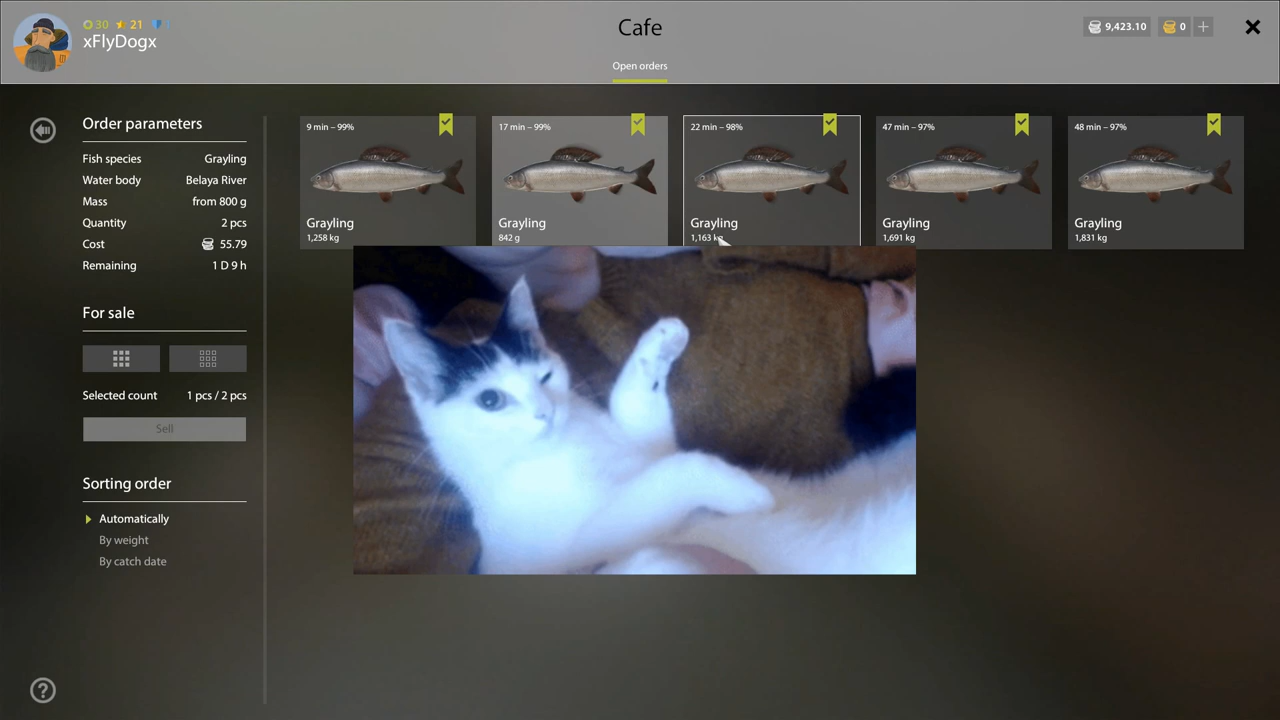 30 21
xFlyDogx
Cafe
9,423.10 0 +
Open orders
Order parameters
Fish species Grayling
Water body Belaya River
Mass from 800 g
Quantity 2 pcs
Cost 55.79
Remaining 1 D 9 h
For sale
Selected count 1 pcs / 2 pcs
Sell
Sorting order
Automatically
By weight
By catch date
9 min – 99%
Grayling
1,258 kg
17 min – 99%
Grayling
842 g
22 min – 98%
Grayling
1,163 kg
47 min – 97%
Grayling
1,691 kg
48 min – 97%
Grayling
1,831 kg
?